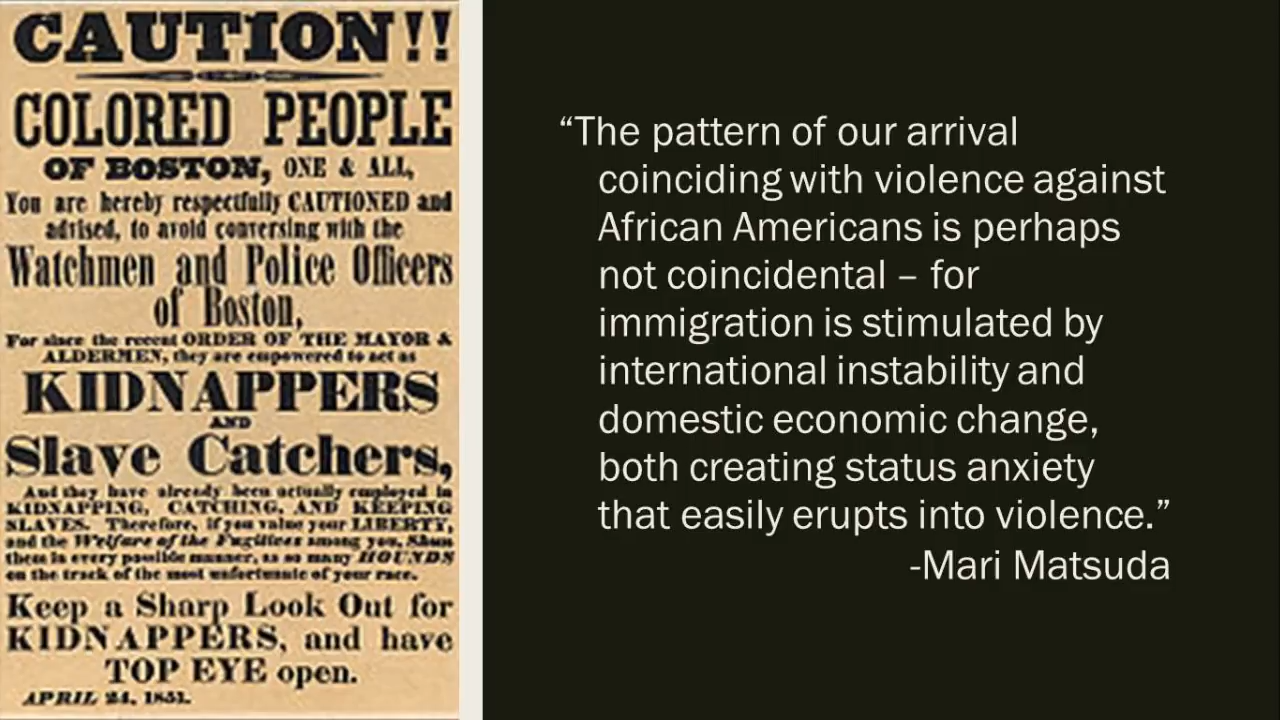 CAUTION!!
COLORED PEOPLE
OF BOSTON, ONE & ALL,
You are hereby respectfully CAUTIONED and
advised, to avoid conversing with the
Watchmen and Police Officers
of Boston,
For since the recent ORDER OF THE MAYOR &
ALDERMEN, they are empowered to act as
KIDNAPPERS
AND
Slave Catchers,
And they have already been actually employed in
KIDNAPPING, CATCHING, AND KEEPING
SLAVES. Therefore, if you value your LIBERTY,
and the Welfare of the Fugitives among you, Shun
them in every possible manner, as so many HOUNDS
on the track of the most unfortunate of your race.
Keep a Sharp Look Out for
KIDNAPPERS, and have
TOP EYE open.
APRIL 24, 1851.
“The pattern of our arrival
coinciding with violence against
African Americans is perhaps
not coincidental – for
immigration is stimulated by
international instability and
domestic economic change,
both creating status anxiety
that easily erupts into violence.”
-Mari Matsuda